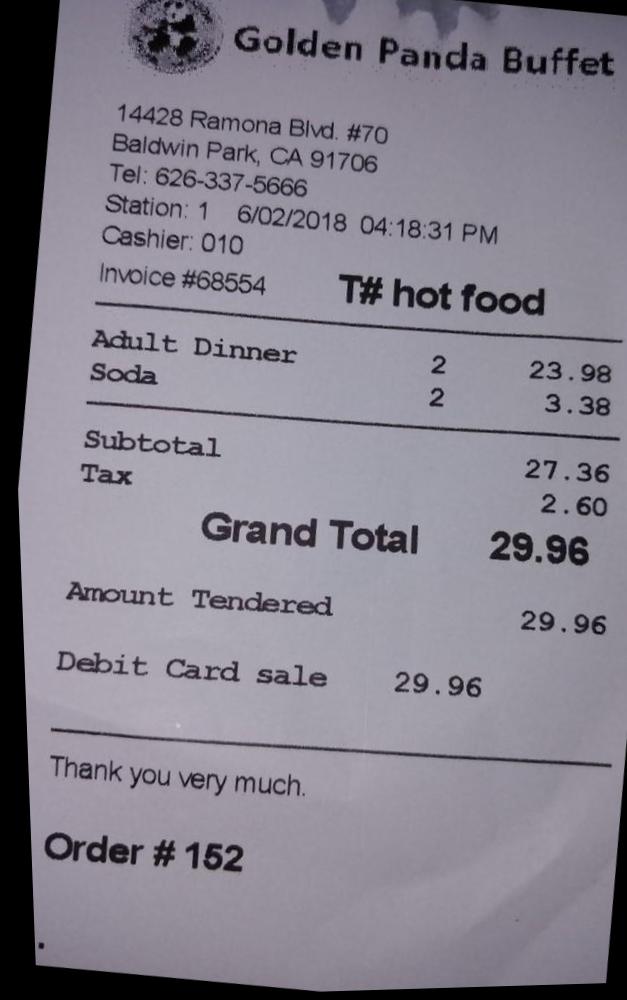 Golden Panda Buffet
14428 Ramona Blvd. #70
Baldwin Park, CA 91706
Tel: 626-337-5666
Station: 1 6/02/2018 04:18:31 PM
Cashier: 010
Invoice #68554 T# hot food
Adult Dinner 2 23.98
Soda 2 3.38
Subtotal 27.36
Tax 2.60
Grand Total 29.96
Amount Tendered 29.96
Debit Card sale 29.96
Thank you very much.
Order # 152
.